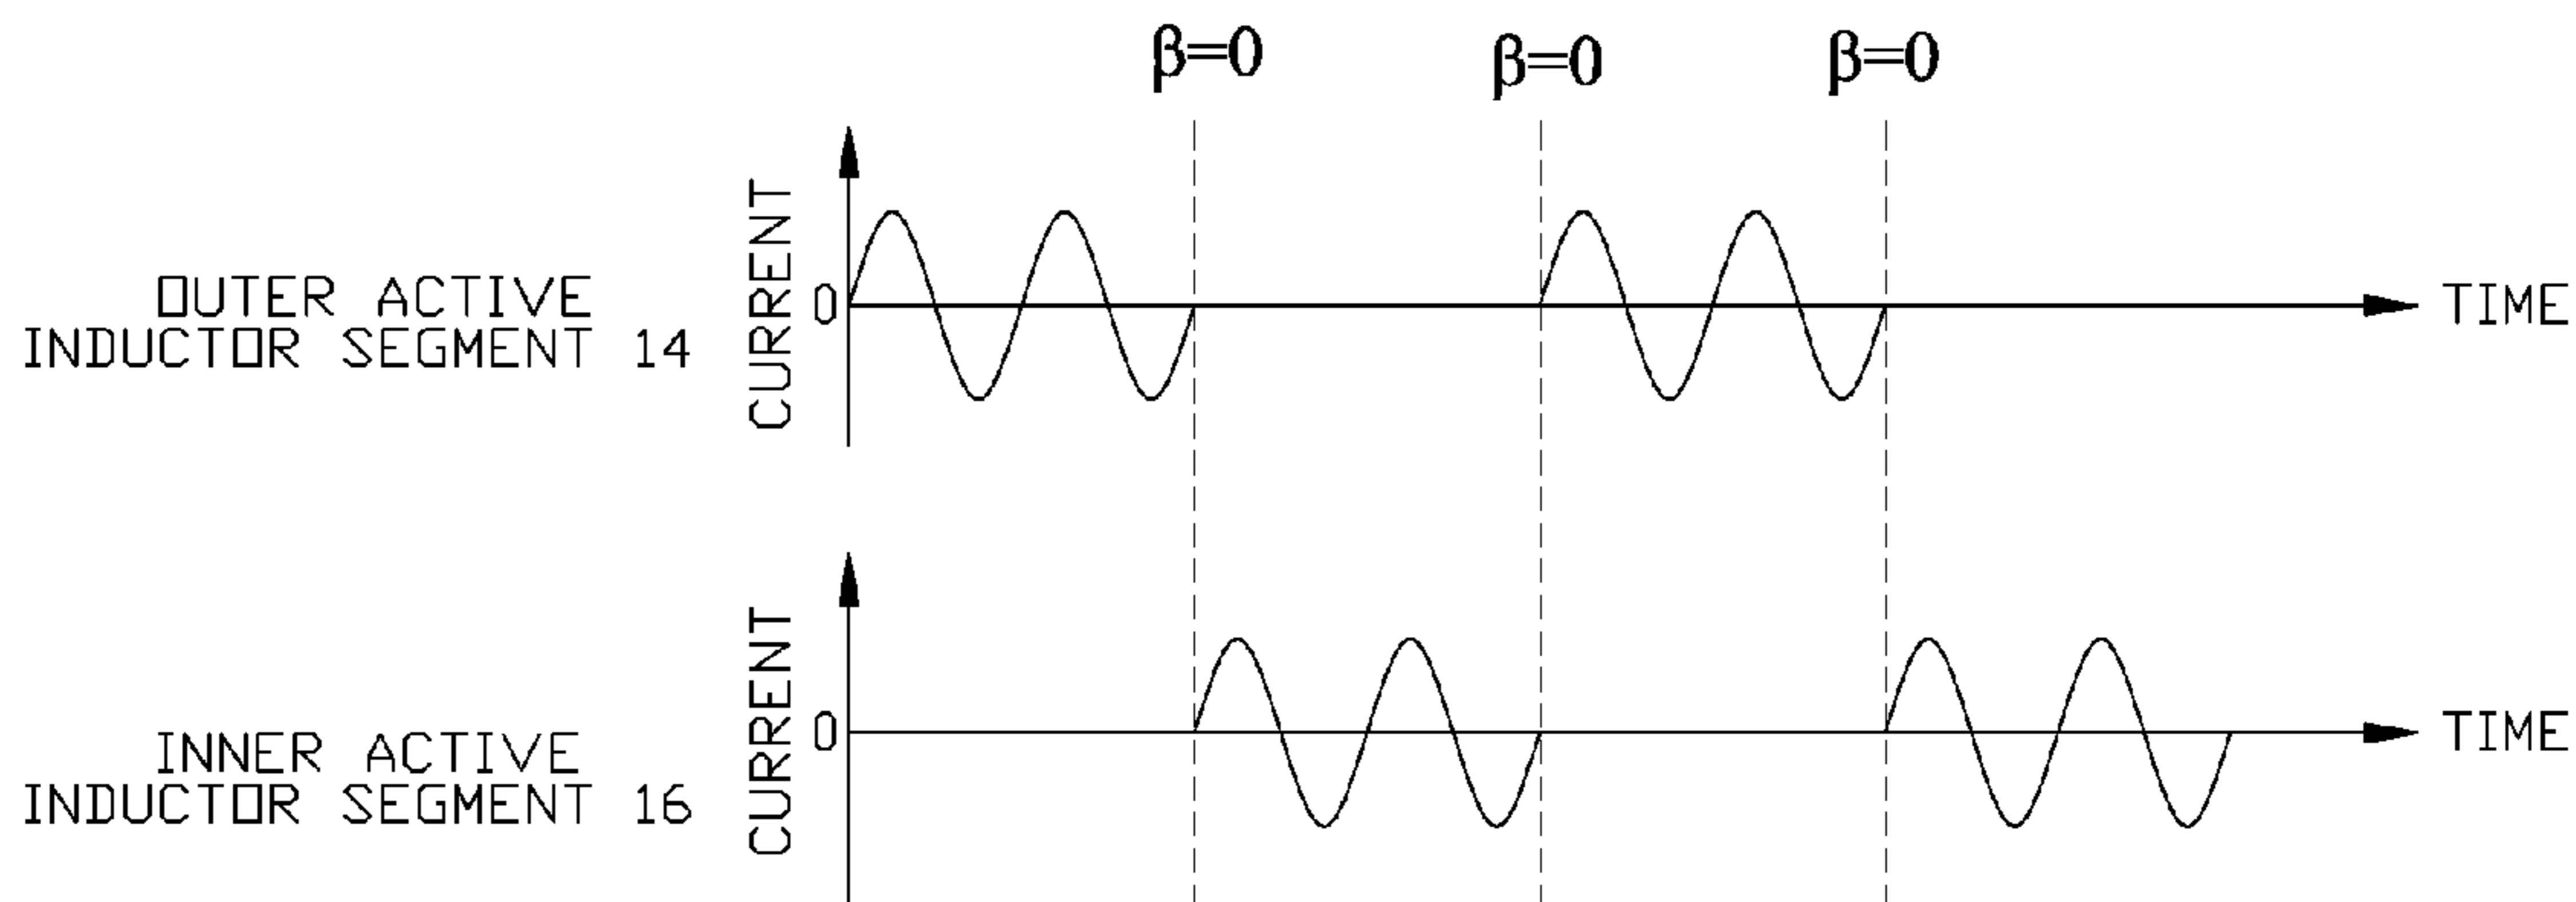 β=0 β=0 β=0
OUTER ACTIVE
INDUCTOR SEGMENT 14
CURRENT
0
TIME
INNER ACTIVE
INDUCTOR SEGMENT 16
CURRENT
0
TIME